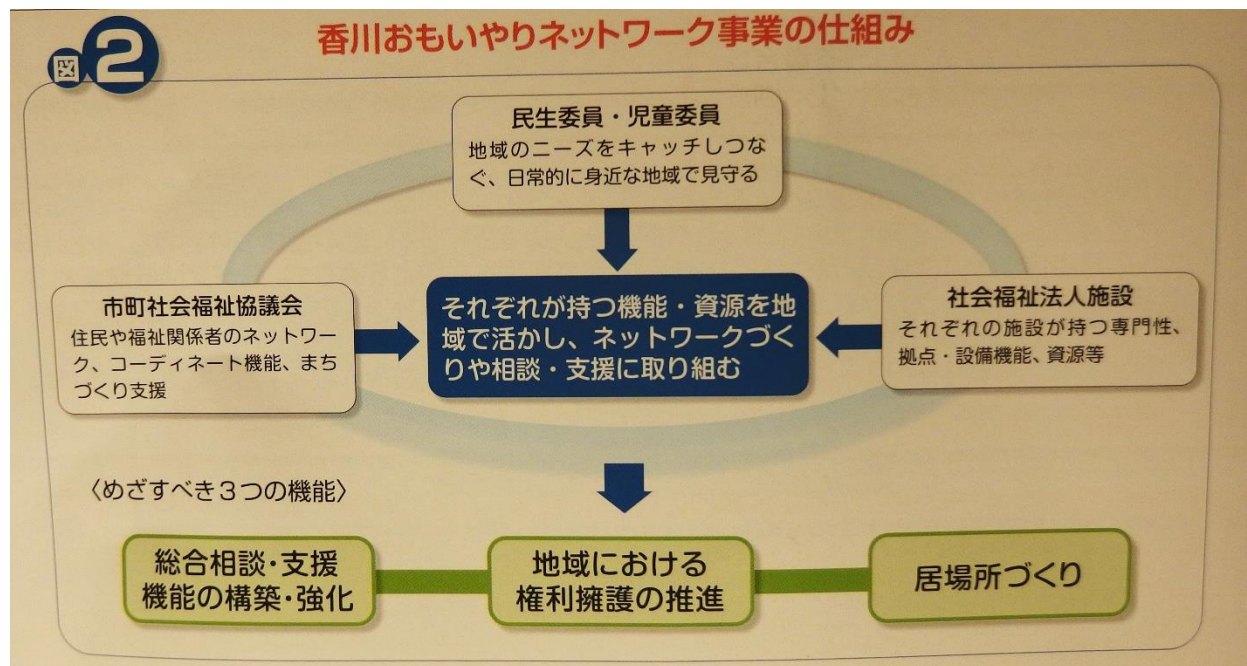 図2
香川おもいやりネットワーク事業の仕組み
民生委員・児童委員
地域のニーズをキャッチしつな
ぐ、日常的に身近な地域で見守る
市町社会福祉協議会
住民や福祉関係者のネットワー
ク、コーディネート機能、まち
づくり支援
それぞれが持つ機能・資源を地
域で活かし、ネットワークづく
りや相談・支援に取り組む
社会福祉法人施設
それぞれの施設が持つ専門性、
拠点・設備機能、資源等
〈めざすべき3つの機能〉
総合相談・支援
機能の構築・強化
地域における
権利擁護の推進
居場所づくり